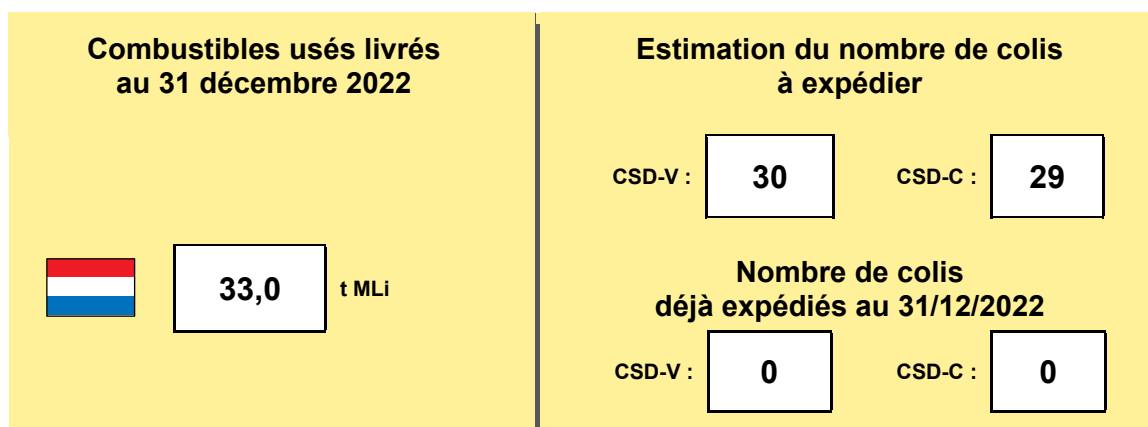 Combustibles usés livrés
au 31 décembre 2022
33,0 t MLi
Estimation du nombre de colis
à expédier
CSD-V : 30 CSD-C : 29
Nombre de colis
déjà expédiés au 31/12/2022
CSD-V : 0 CSD-C : 0